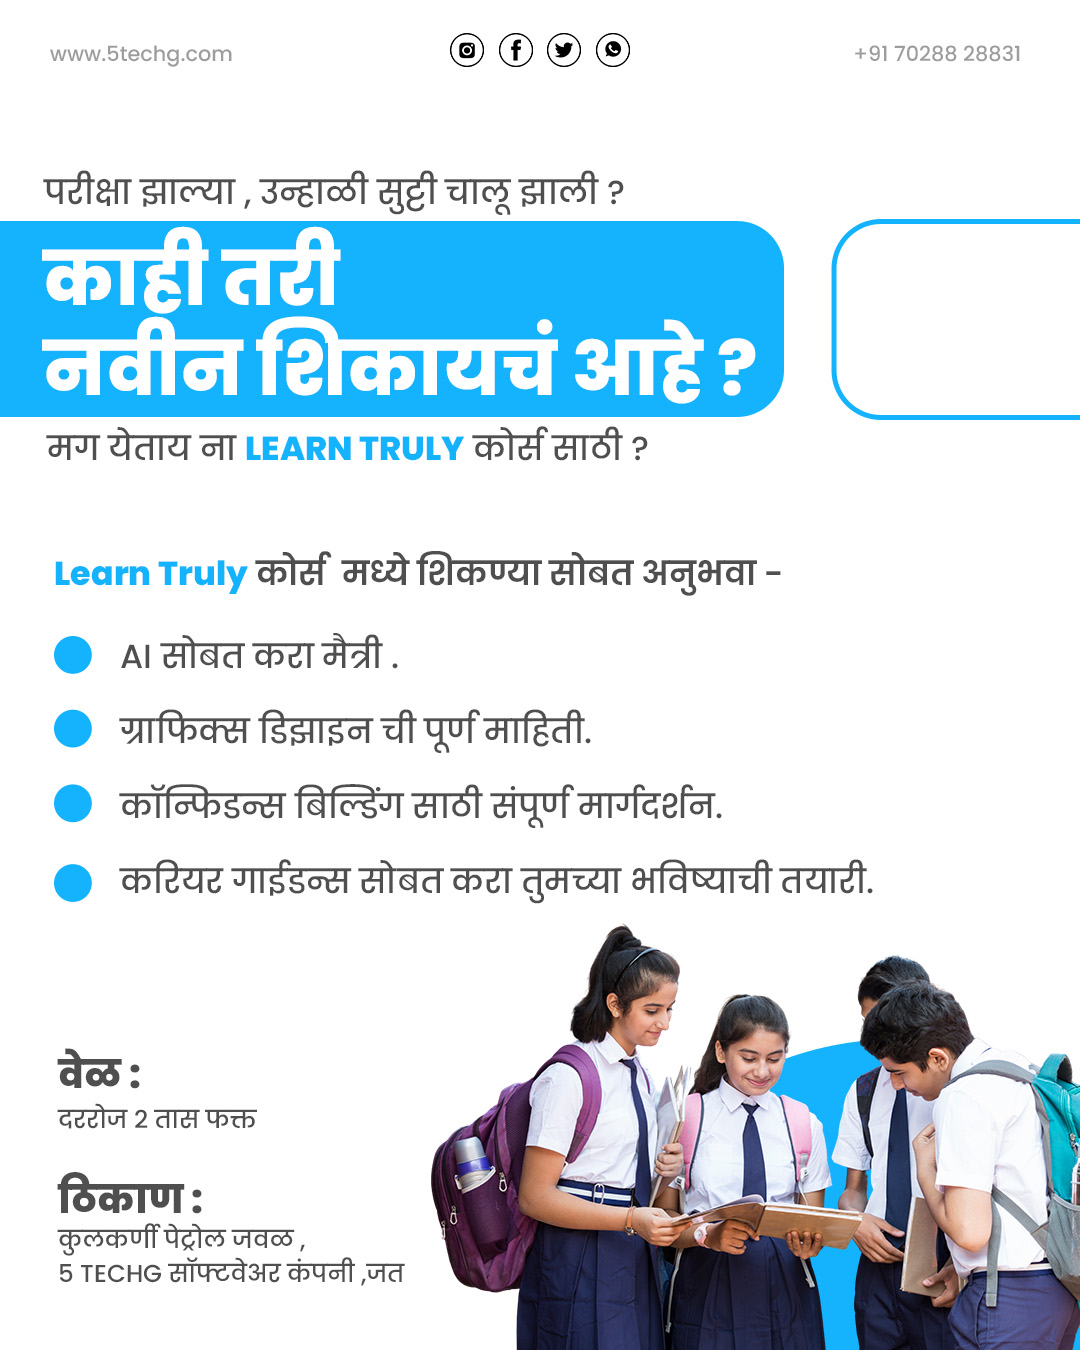 www.5techg.com
+91 70288 28831
परीक्षा झाल्या , उन्हाळी सुट्टी चालू झाली ?
काही तरी
नवीन शिकायचं आहे ?
मग येताय ना LEARN TRULY कोर्स साठी ?
Learn Truly कोर्स मध्ये शिकण्या सोबत अनुभवा -
AI सोबत करा मैत्री .
ग्राफिक्स डिझाइन ची पूर्ण माहिती.
कॉन्फिडन्स बिल्डिंग साठी संपूर्ण मार्गदर्शन.
करियर गाईडन्स सोबत करा तुमच्या भविष्याची तयारी.
वेळ :
दररोज 2 तास फक्त
ठिकाण :
कुलकर्णी पेट्रोल जवळ ,
5 TECHG सॉफ्टवेअर कंपनी ,जत